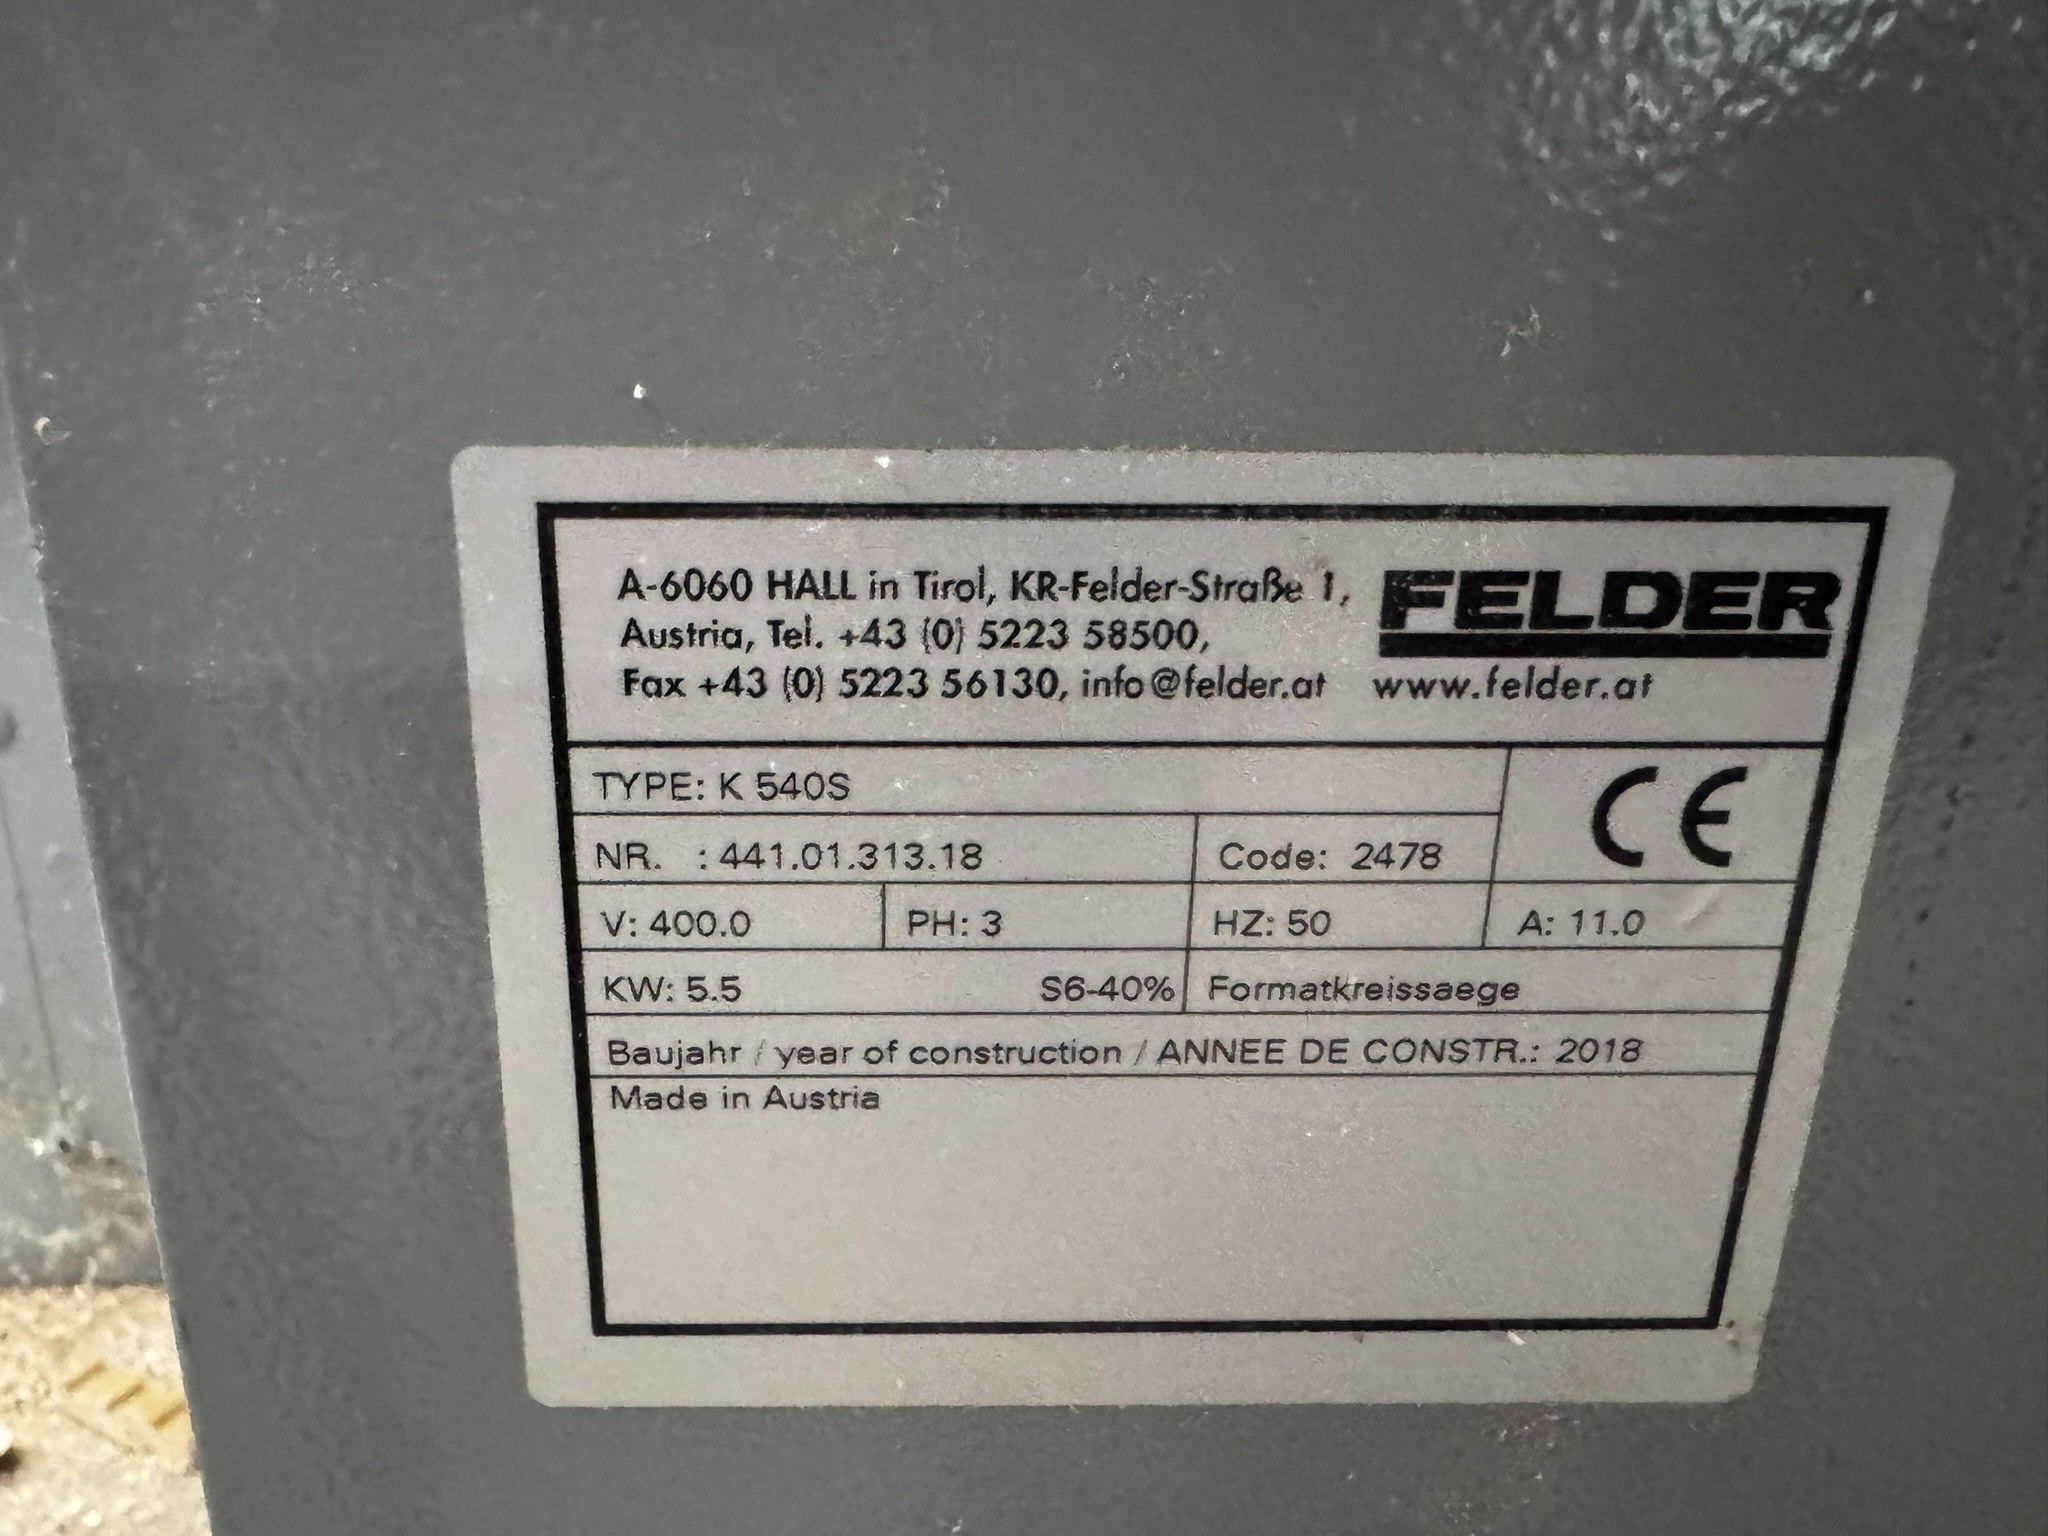 A-6060 HALL in Tirol, KR-Felder-Straße 1,
Austria, Tel. +43 (0) 5223 58500,
Fax +43 (0) 5223 56130, info@felder.at
FELDER
www.felder.at
TYPE: K 540S
CE
NR. : 441.01.313.18 Code: 2478
V: 400.0 PH: 3 HZ: 50 A: 11.0
KW: 5.5 S6-40% Formatkreissaege
Baujahr / year of construction / ANNEE DE CONSTR.: 2018
Made in Austria